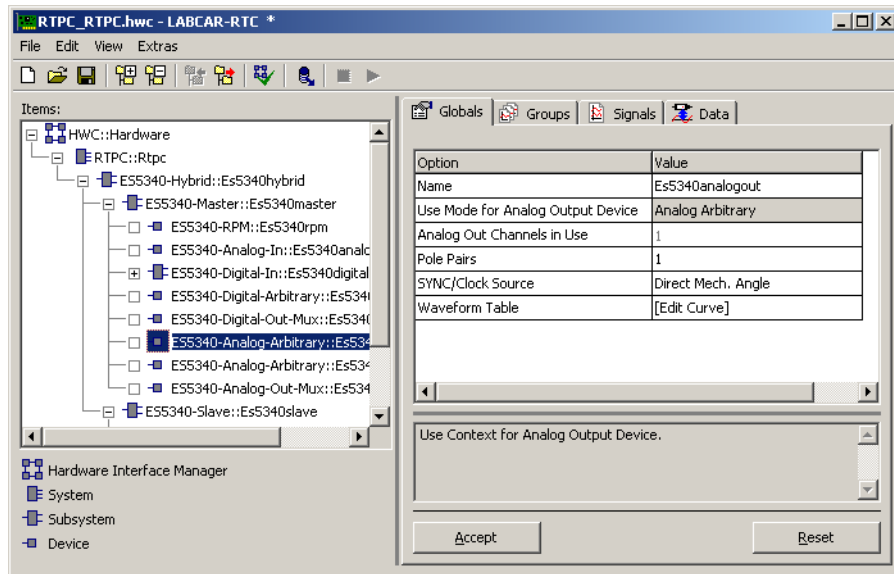 RTPC_RTPC.hwc - LABCAR-RTC *
File Edit View Extras
Items:
HWC::Hardware
RTPC::Rtpc
ES5340-Hybrid::Es5340hybrid
ES5340-Master::Es5340master
ES5340-RPM::Es5340rpm
ES5340-Analog-In::Es5340analo
ES5340-Digital-In::Es5340digital
ES5340-Digital-Arbitrary::Es534
ES5340-Digital-Out-Mux::Es534
ES5340-Analog-Arbitrary::Es534
ES5340-Analog-Arbitrary::Es534
ES5340-Analog-Out-Mux::Es534
ES5340-Slave::Es5340slave
Hardware Interface Manager
System
Subsystem
Device
Globals Groups Signals Data
Option Value
Name Es5340analogout
Use Mode for Analog Output Device Analog Arbitrary
Analog Out Channels in Use 1
Pole Pairs 1
SYNC/Clock Source Direct Mech. Angle
Waveform Table [Edit Curve]
Use Context for Analog Output Device.
Accept Reset